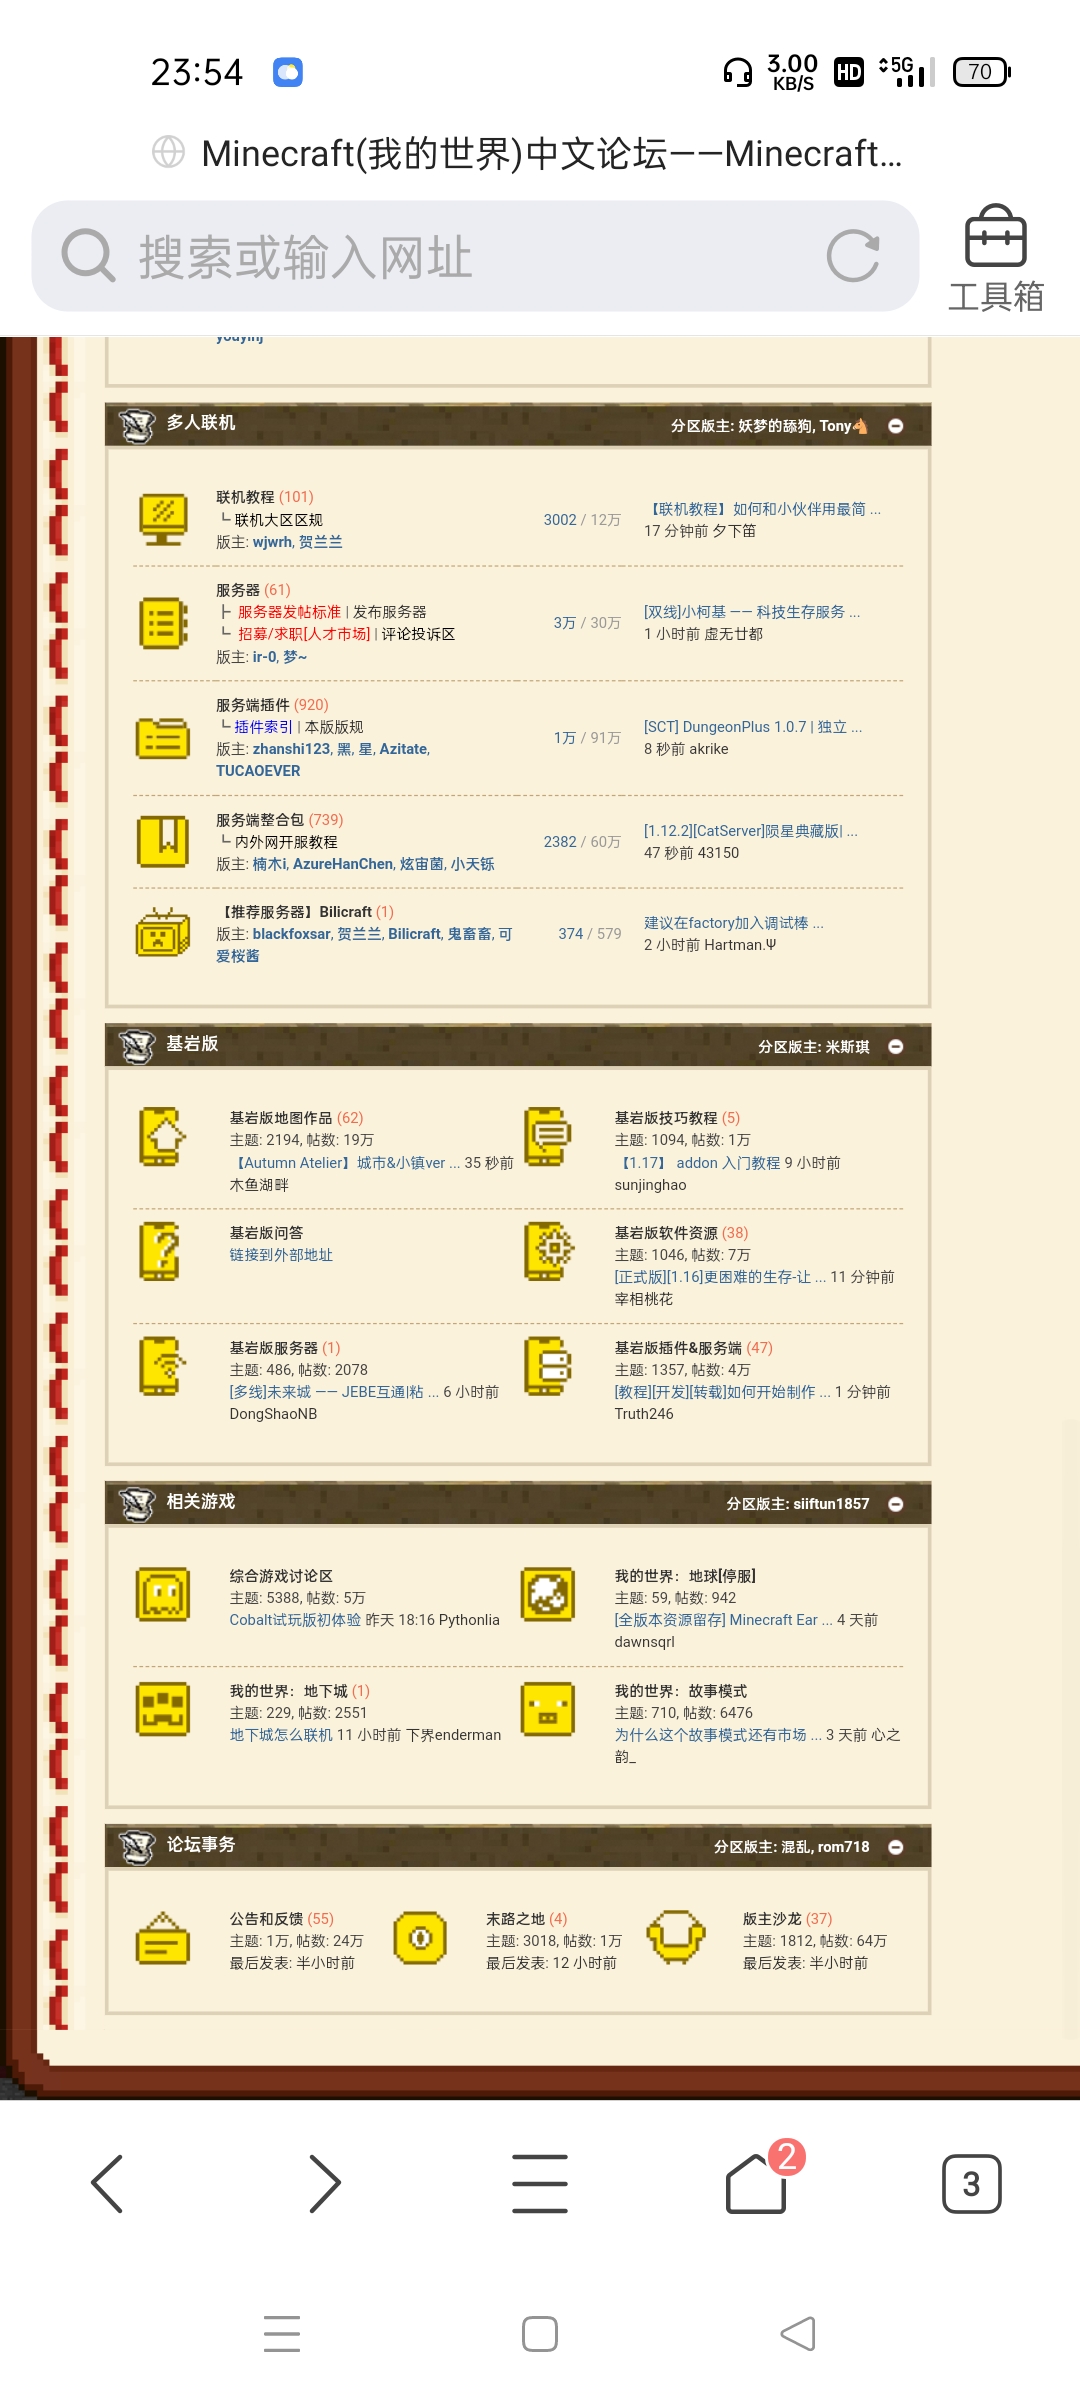 23:54
3.00
KB/S
HD
5G
70
Minecraft(我的世界)中文论坛——Minecraft...
搜索或输入网址
工具箱
youyinj
多人联机
分区版主: 妖梦的舔狗, Tony🐴
联机教程 (101)
└ 联机大区区规
版主: wjwrh, 贺兰兰
3002 / 12万
【联机教程】如何和小伙伴用最简 ...
17 分钟前 夕下笛
服务器 (61)
├ 服务器发帖标准 | 发布服务器
└ 招募/求职[人才市场] | 评论投诉区
版主: ir-0, 梦~
3万 / 30万
[双线]小柯基 —— 科技生存服务 ...
1 小时前 虚无廿都
服务端插件 (920)
└ 插件索引 | 本版版规
版主: zhanshi123, 黑, 星, Azitate,
TUCAOEVER
1万 / 91万
[SCT] DungeonPlus 1.0.7 | 独立 ...
8 秒前 akrike
服务端整合包 (739)
└ 内外网开服教程
版主: 楠木i, AzureHanChen, 炫宙菌, 小天铄
2382 / 60万
[1.12.2][CatServer]陨星典藏版| ...
47 秒前 43150
【推荐服务器】Bilicraft (1)
版主: blackfoxsar, 贺兰兰, Bilicraft, 鬼畜畜, 可
爱桜酱
374 / 579
建议在factory加入调试棒 ...
2 小时前 Hartman.Ψ
基岩版
分区版主: 米斯琪
基岩版地图作品 (62)
主题: 2194, 帖数: 19万
【Autumn Atelier】城市&小镇ver ... 35 秒前
木鱼湖畔
基岩版技巧教程 (5)
主题: 1094, 帖数: 1万
【1.17】 addon 入门教程 9 小时前
sunjinghao
基岩版问答
链接到外部地址
基岩版软件资源 (38)
主题: 1046, 帖数: 7万
[正式版][1.16]更困难的生存-让 ... 11 分钟前
宰相桃花
基岩版服务器 (1)
主题: 486, 帖数: 2078
[多线]未来城 —— JEBE互通|粘 ... 6 小时前
DongShaoNB
基岩版插件&服务端 (47)
主题: 1357, 帖数: 4万
[教程][开发][转载]如何开始制作 ... 1 分钟前
Truth246
相关游戏
分区版主: siiftun1857
综合游戏讨论区
主题: 5388, 帖数: 5万
Cobalt试玩版初体验 昨天 18:16 Pythonlia
我的世界：地球[停服]
主题: 59, 帖数: 942
[全版本资源留存] Minecraft Ear ... 4 天前
dawnsqrl
我的世界：地下城 (1)
主题: 229, 帖数: 2551
地下城怎么联机 11 小时前 下界enderman
我的世界：故事模式
主题: 710, 帖数: 6476
为什么这个故事模式还有市场 ... 3 天前 心之
韵_
论坛事务
分区版主: 混乱, rom718
公告和反馈 (55)
主题: 1万, 帖数: 24万
最后发表: 半小时前
末路之地 (4)
主题: 3018, 帖数: 1万
最后发表: 12 小时前
版主沙龙 (37)
主题: 1812, 帖数: 64万
最后发表: 半小时前
2
3